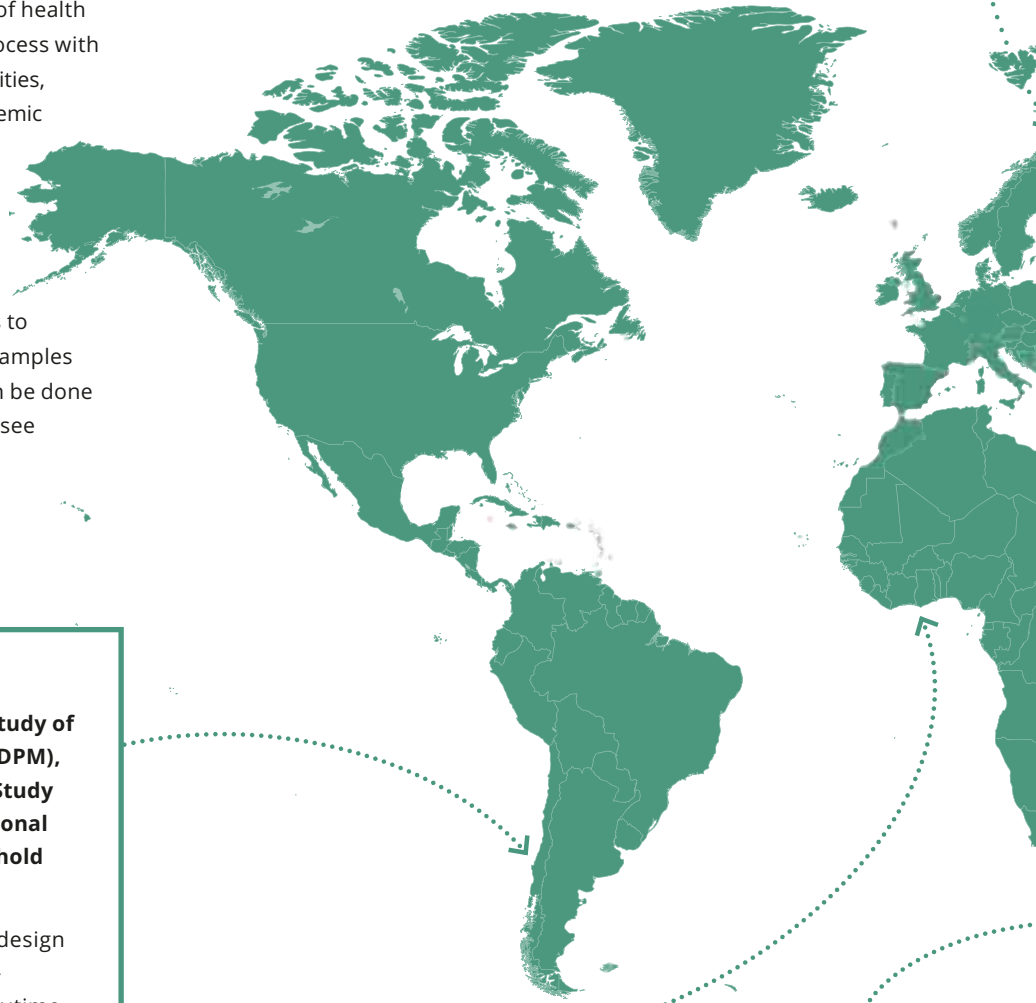 of health
ocess with
ities,
emic
to
amples
be done
see
tudy of
DPM),
Study
onal
hold
design